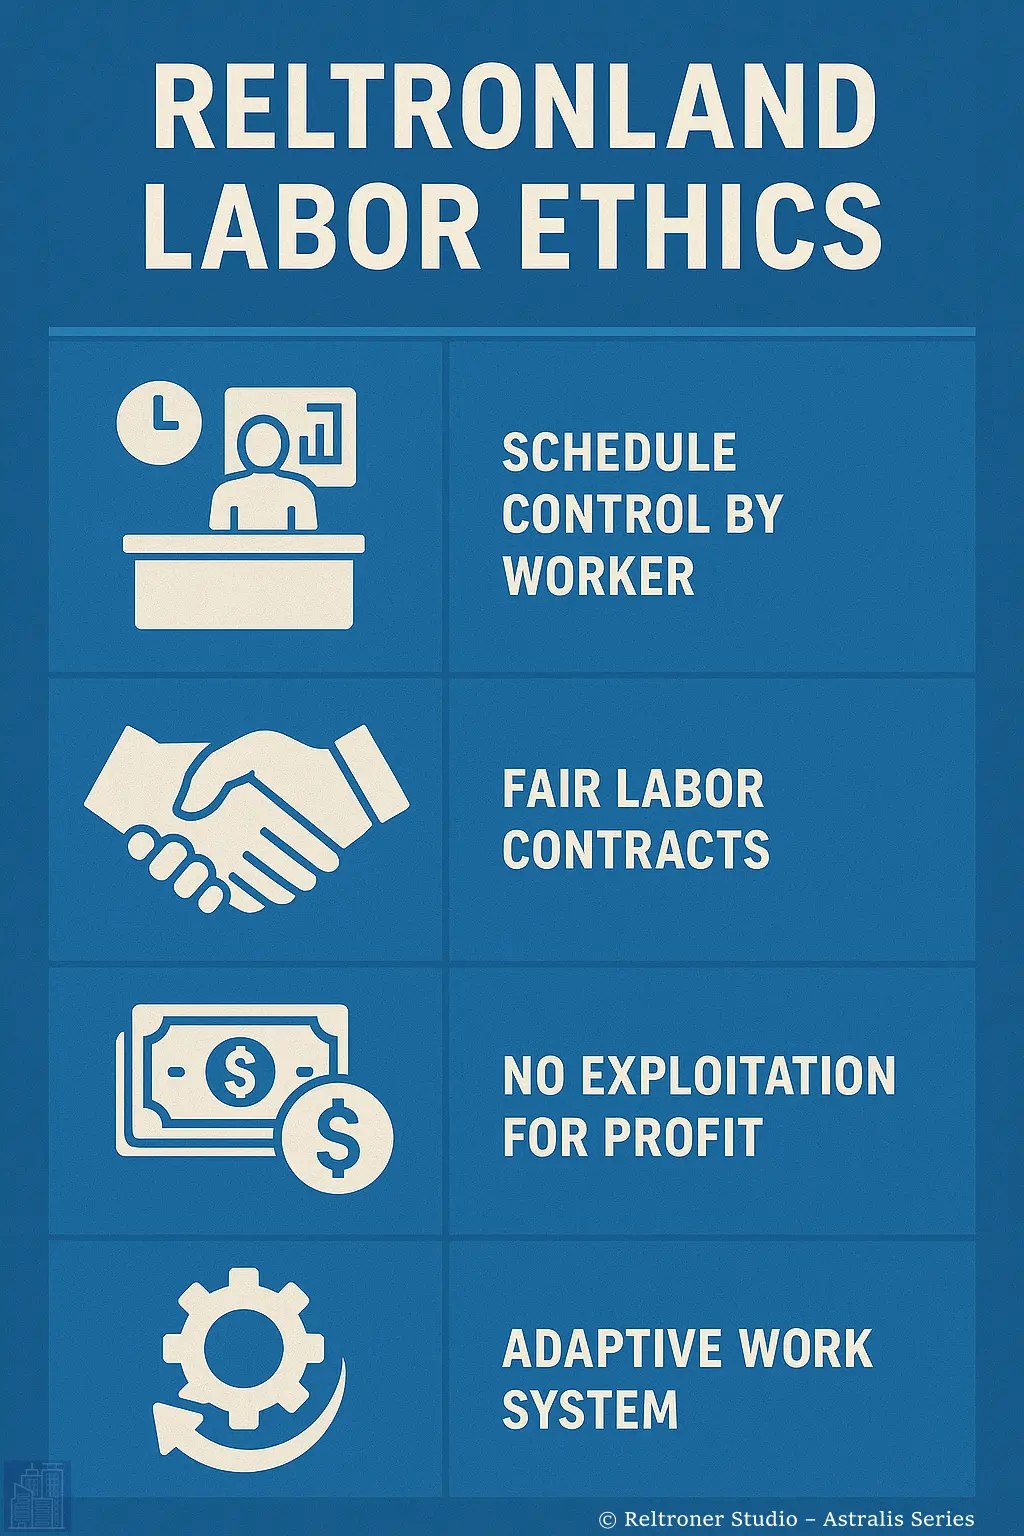 RELTRONLAND
LABOR ETHICS
SCHEDULE
CONTROL BY
WORKER
FAIR LABOR
CONTRACTS
$
$
NO EXPLOITATION
FOR PROFIT
ADAPTIVE WORK
SYSTEM
© Reltroner Studio – Astralis Series